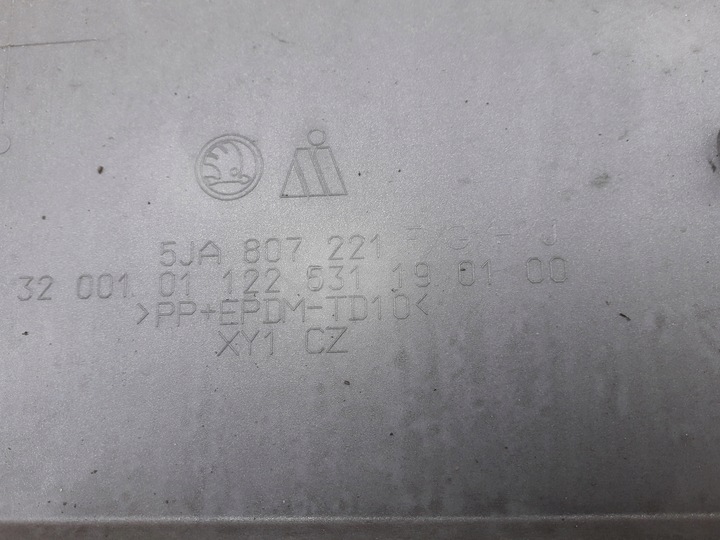 5JA 807 221
32 001 01 122 631 19 01 00
>PP+EPDM-TD10<
XY1 CZ